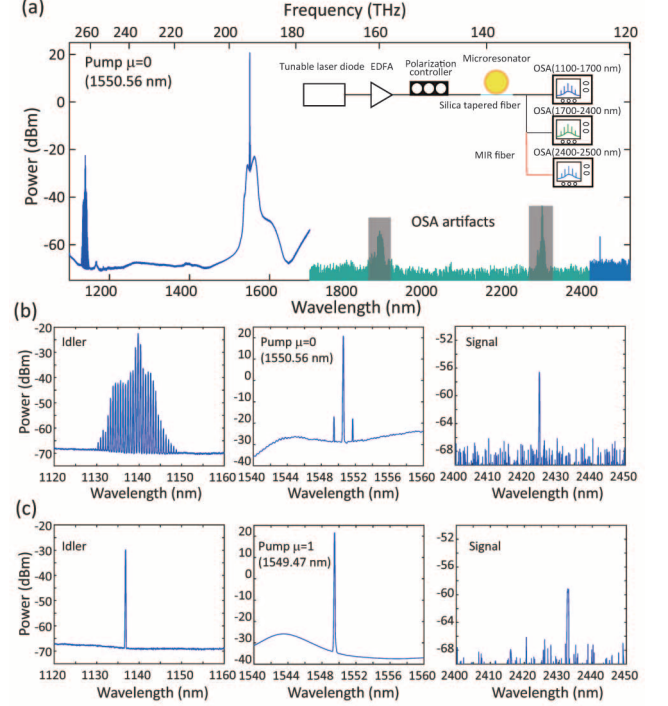 (a)
Frequency (THz)
260 240 220 200 180 160 140 120
Pump μ=0
(1550.56 nm)
Tunable laser diode
EDFA
Polarization
controller
Microresonator
Silica tapered fiber
MIR fiber
OSA(1100-1700 nm)
OSA(1700-2400 nm)
OSA(2400-2500 nm)
OSA artifacts
Power (dBm)
20
0
-20
-40
-60
1200 1400 1600 1800 2000 2200 2400
Wavelength (nm)
(b)
Idler
Power (dBm)
-20
-30
-40
-50
-60
-70
1120 1130 1140 1150 1160
Wavelength (nm)
Pump μ=0
(1550.56 nm)
20
10
0
-10
-20
-30
-40
1540 1544 1548 1552 1556 1560
Wavelength (nm)
Signal
-52
-56
-60
-64
-68
2400 2410 2420 2430 2440 2450
Wavelength (nm)
(c)
Idler
Power (dBm)
-20
-30
-40
-50
-60
-70
1120 1130 1140 1150 1160
Wavelength (nm)
Pump μ=1
(1549.47 nm)
20
10
0
-10
-20
-30
-40
1540 1544 1548 1552 1556 1560
Wavelength (nm)
Signal
-52
-56
-60
-64
-68
2400 2410 2420 2430 2440 2450
Wavelength (nm)